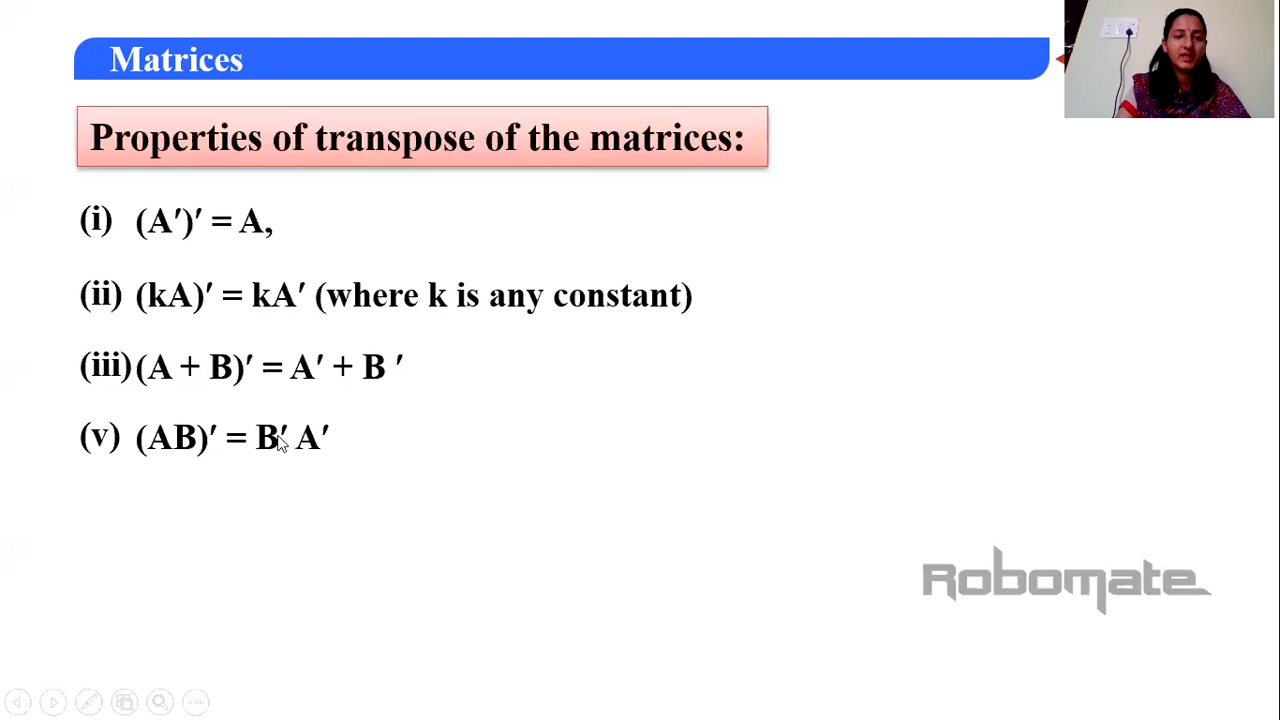 Matrices
Properties of transpose of the matrices:
(i) (A′)′ = A,
(ii) (kA)′ = kA′ (where k is any constant)
(iii) (A + B)′ = A′ + B ′
(v) (AB)′ = B′ A′
Robomate